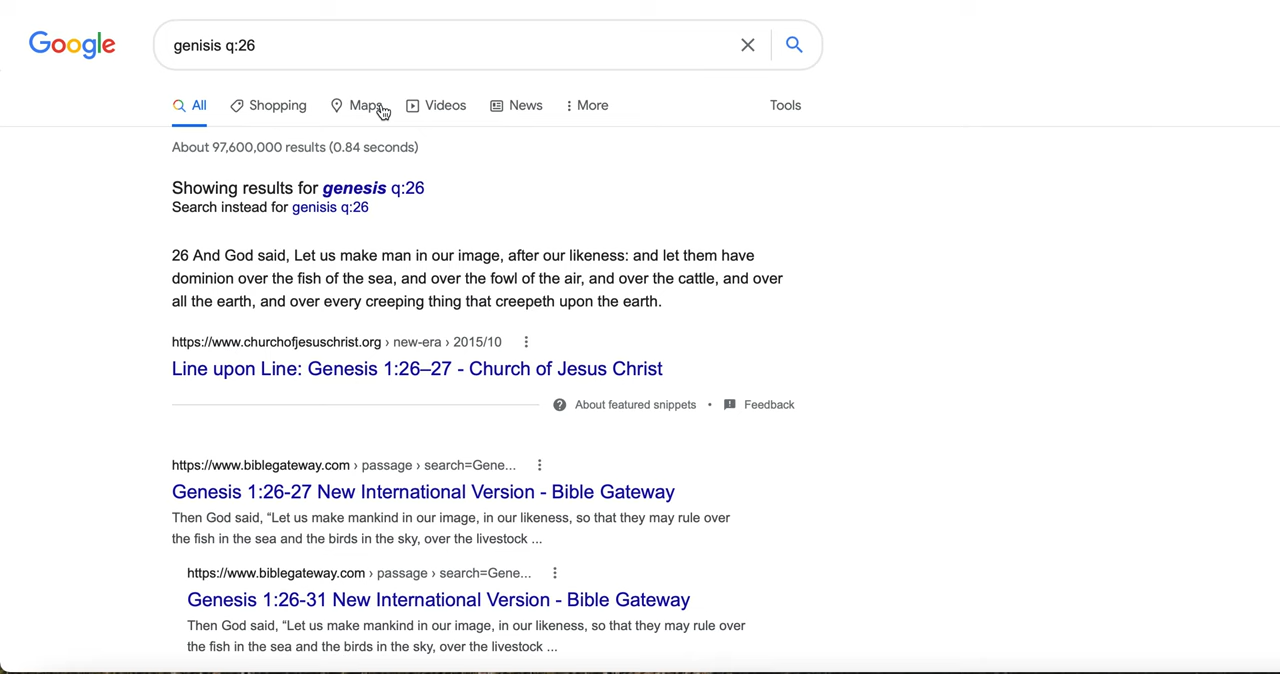 Google
genisis q:26
All Shopping Maps Videos News More Tools
About 97,600,000 results (0.84 seconds)
Showing results for genesis q:26
Search instead for genisis q:26
26 And God said, Let us make man in our image, after our likeness: and let them have
dominion over the fish of the sea, and over the fowl of the air, and over the cattle, and over
all the earth, and over every creeping thing that creepeth upon the earth.
https://www.churchofjesuschrist.org › new-era › 2015/10
Line upon Line: Genesis 1:26–27 - Church of Jesus Christ
About featured snippets • Feedback
https://www.biblegateway.com › passage › search=Gene...
Genesis 1:26-27 New International Version - Bible Gateway
Then God said, “Let us make mankind in our image, in our likeness, so that they may rule over
the fish in the sea and the birds in the sky, over the livestock ...
https://www.biblegateway.com › passage › search=Gene...
Genesis 1:26-31 New International Version - Bible Gateway
Then God said, “Let us make mankind in our image, in our likeness, so that they may rule over
the fish in the sea and the birds in the sky, over the livestock ...